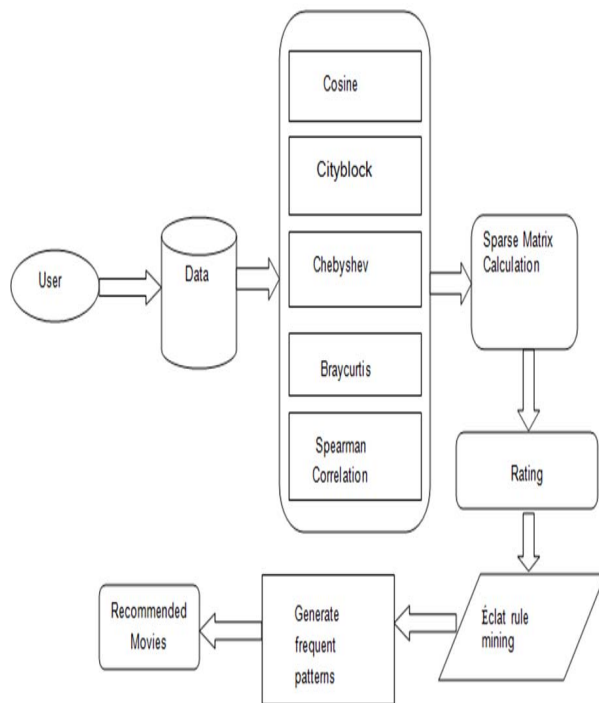 User
Data
Cosine
Cityblock
Chebyshev
Braycurtis
Spearman
Correlation
Sparse Matrix
Calculation
Rating
Éclat rule
mining
Generate
frequent
patterns
Recommended
Movies